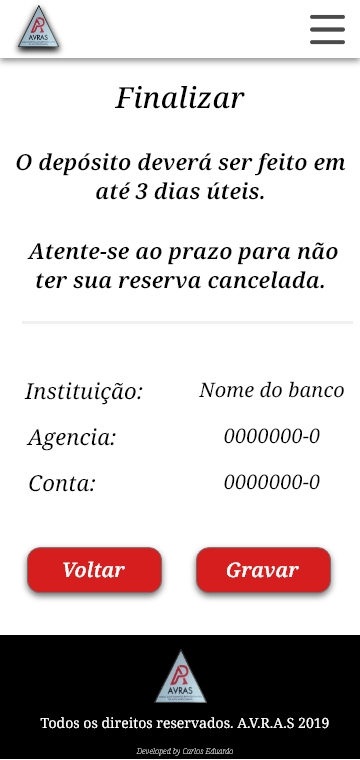 AVRAS
Finalizar
O depósito deverá ser feito em
até 3 dias úteis.
Atente-se ao prazo para não
ter sua reserva cancelada.
Instituição: Nome do banco
Agencia: 0000000-0
Conta: 0000000-0
Voltar Gravar
AVRAS
Todos os direitos reservados. A.V.R.A.S 2019
Developed by Carlos Eduardo